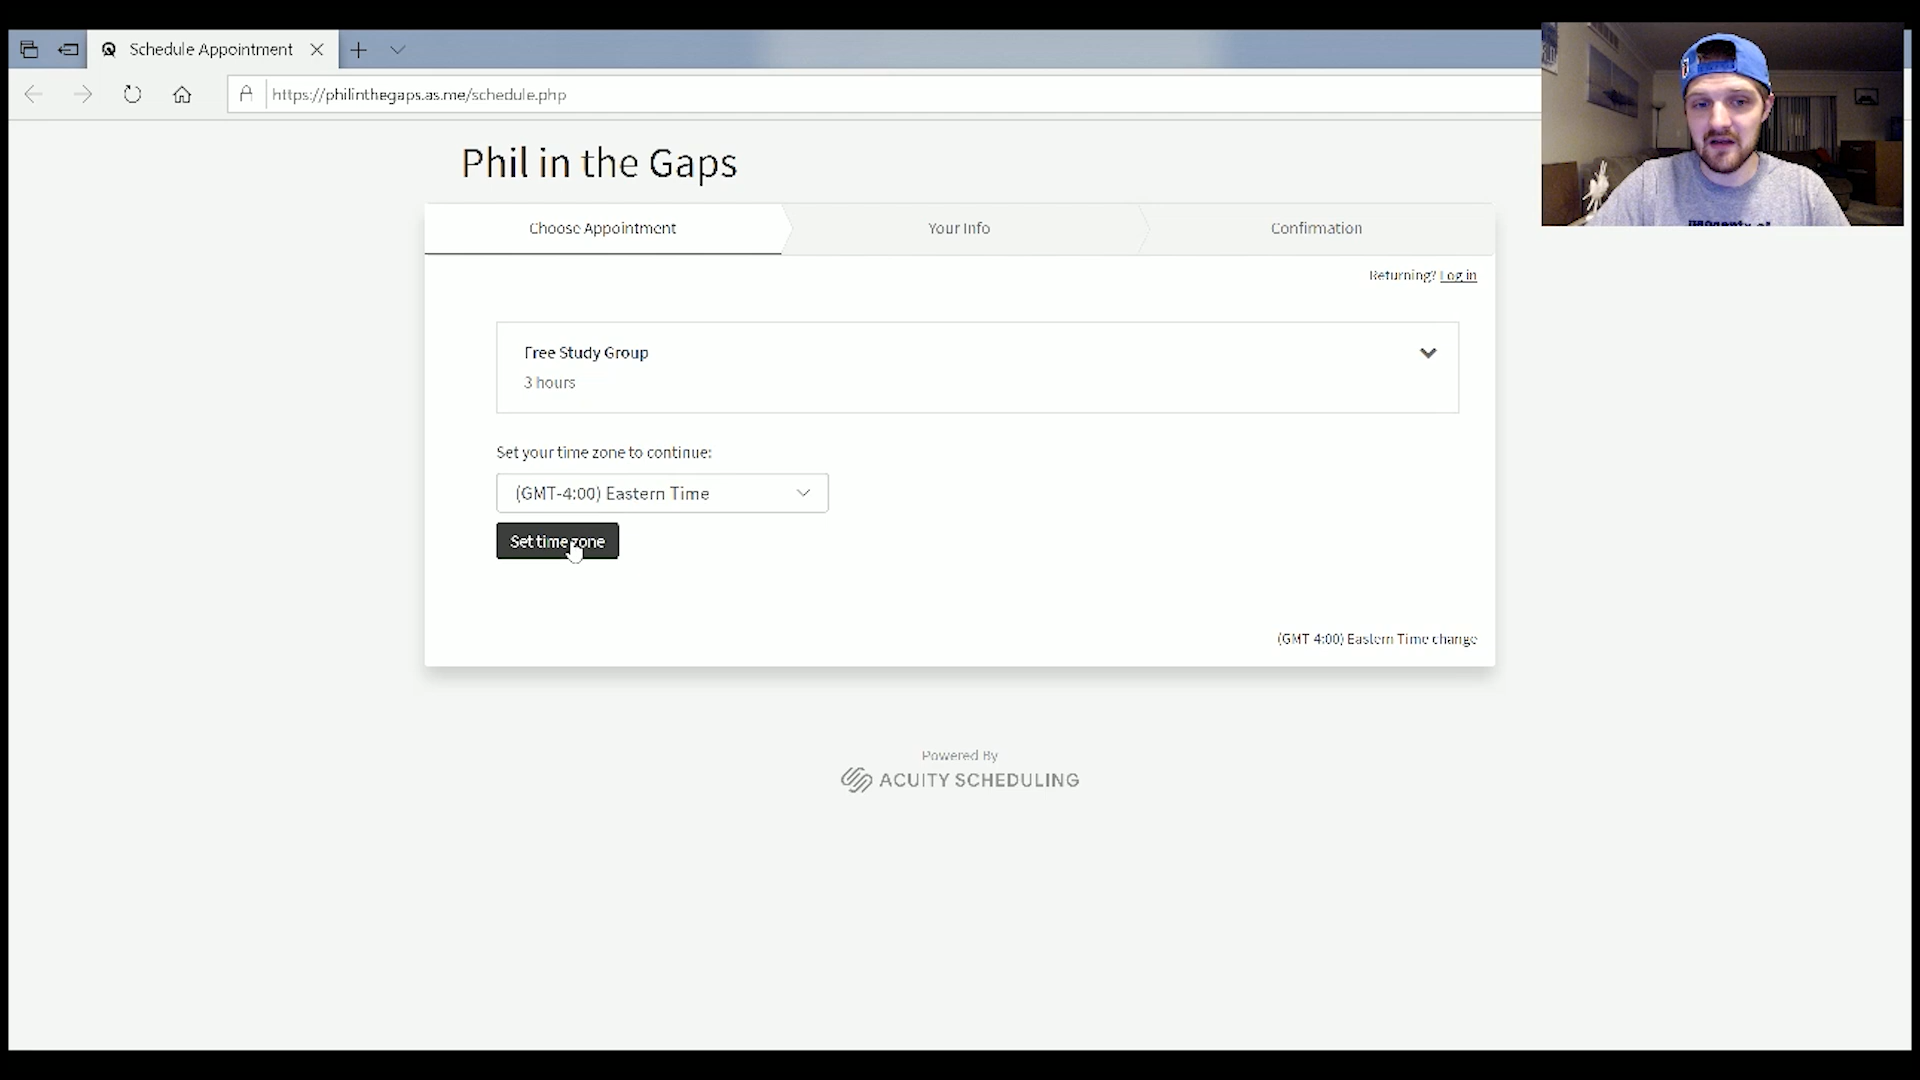 Schedule Appointment
https://philinthegaps.as.me/schedule.php
Phil in the Gaps
Choose Appointment
Your Info
Confirmation
Returning? Log in
Free Study Group
3 hours
Set your time zone to continue:
(GMT-4:00) Eastern Time
Set time zone
(GMT-4:00) Eastern Time change
Powered By
ACUITY SCHEDULING